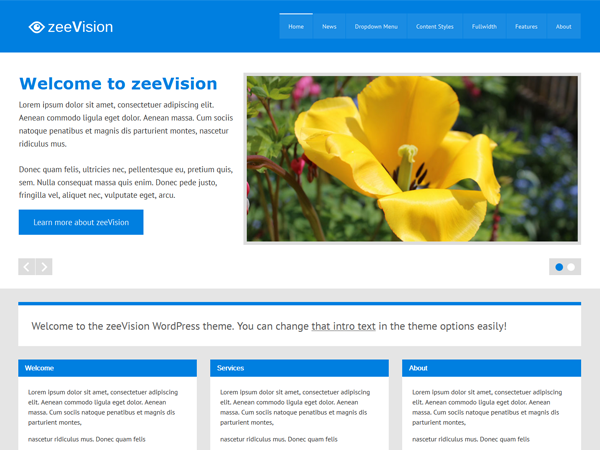 zeeVision
Home News Dropdown Menu Content Styles Fullwidth Features About
Welcome to zeeVision
Lorem ipsum dolor sit amet, consectetuer adipiscing elit.
Aenean commodo ligula eget dolor. Aenean massa. Cum sociis
natoque penatibus et magnis dis parturient montes, nascetur
ridiculus mus.
Donec quam felis, ultricies nec, pellentesque eu, pretium quis,
sem. Nulla consequat massa quis enim. Donec pede justo,
fringilla vel, aliquet nec, vulputate eget, arcu.
Learn more about zeeVision
Welcome to the zeeVision WordPress theme. You can change that intro text in the theme options easily!
Welcome
Lorem ipsum dolor sit amet, consectetuer adipiscing
elit. Aenean commodo ligula eget dolor. Aenean
massa. Cum sociis natoque penatibus et magnis dis
parturient montes,
nascetur ridiculus mus. Donec quam felis
Services
Lorem ipsum dolor sit amet, consectetuer adipiscing
elit. Aenean commodo ligula eget dolor. Aenean
massa. Cum sociis natoque penatibus et magnis dis
parturient montes,
nascetur ridiculus mus. Donec quam felis
About
Lorem ipsum dolor sit amet, consectetuer adipiscing
elit. Aenean commodo ligula eget dolor. Aenean
massa. Cum sociis natoque penatibus et magnis dis
parturient montes,
nascetur ridiculus mus. Donec quam felis